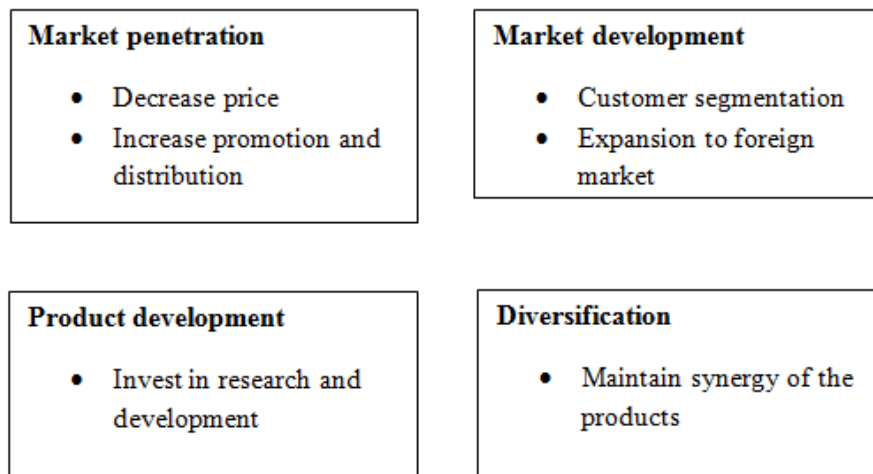 Market penetration
• Decrease price
• Increase promotion and
distribution
Market development
• Customer segmentation
• Expansion to foreign
market
Product development
• Invest in research and
development
Diversification
• Maintain synergy of the
products